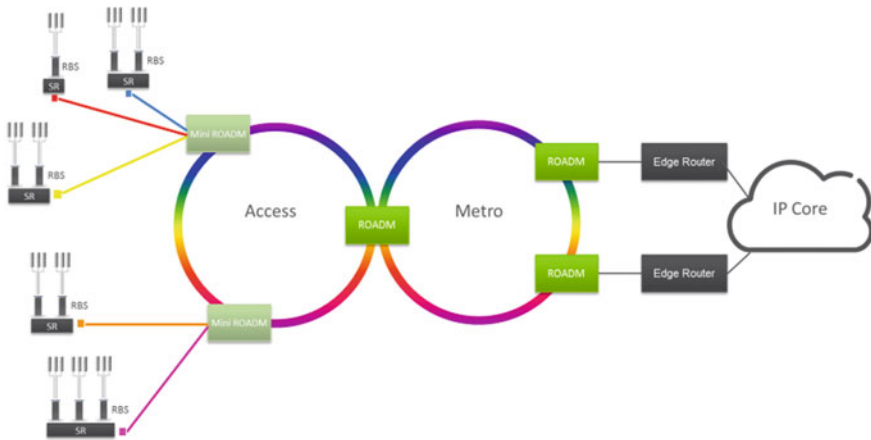 RBS
SR
RBS
SR
RBS
SR
Mini ROADM
Access
ROADM
Metro
ROADM
Edge Router
IP Core
ROADM
Edge Router
RBS
SR
Mini ROADM
RBS
SR